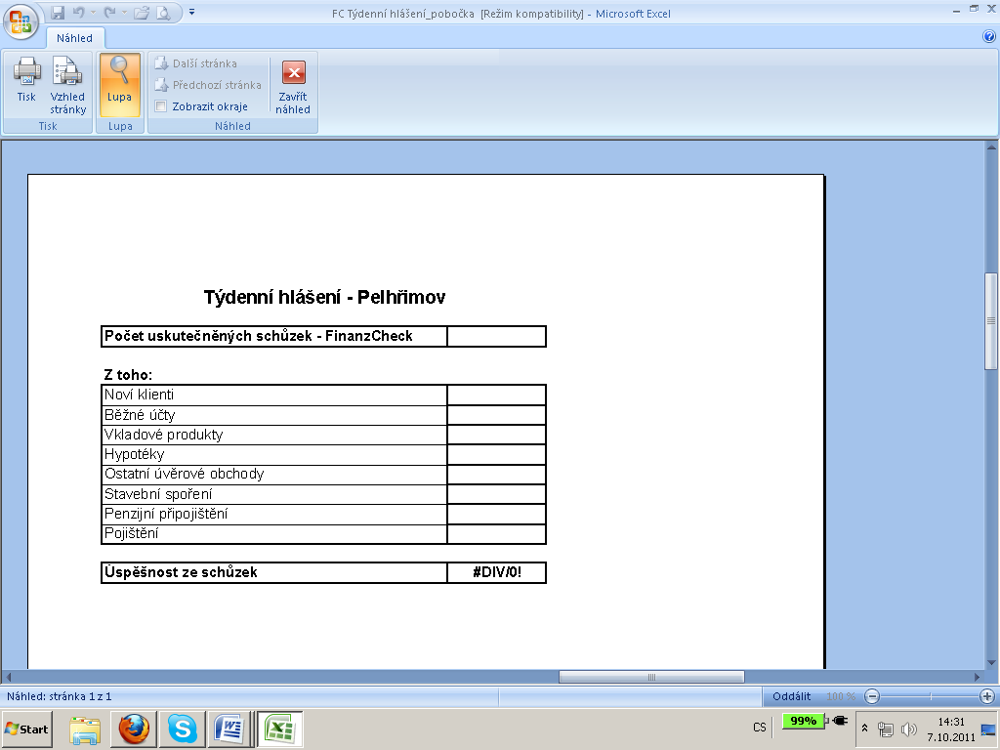 FC Týdenní hlášení_pobočka [Režim kompatibility] - Microsoft Excel
Náhled
Tisk
Vzhled stránky
Lupa
Další stránka
Předchozí stránka
Zobrazit okraje
Zavřít náhled
Tisk
Lupa
Náhled
Týdenní hlášení - Pelhřimov
Počet uskutečněných schůzek - FinanzCheck
Z toho:
Noví klienti
Běžné účty
Vkladové produkty
Hypotéky
Ostatní úvěrové obchody
Stavební spoření
Penzijní připojištění
Pojištění
Úspěšnost ze schůzek #DIV/0!
Náhled: stránka 1 z 1
Oddálit 100 %
Start
CS
99%
14:31
7.10.2011